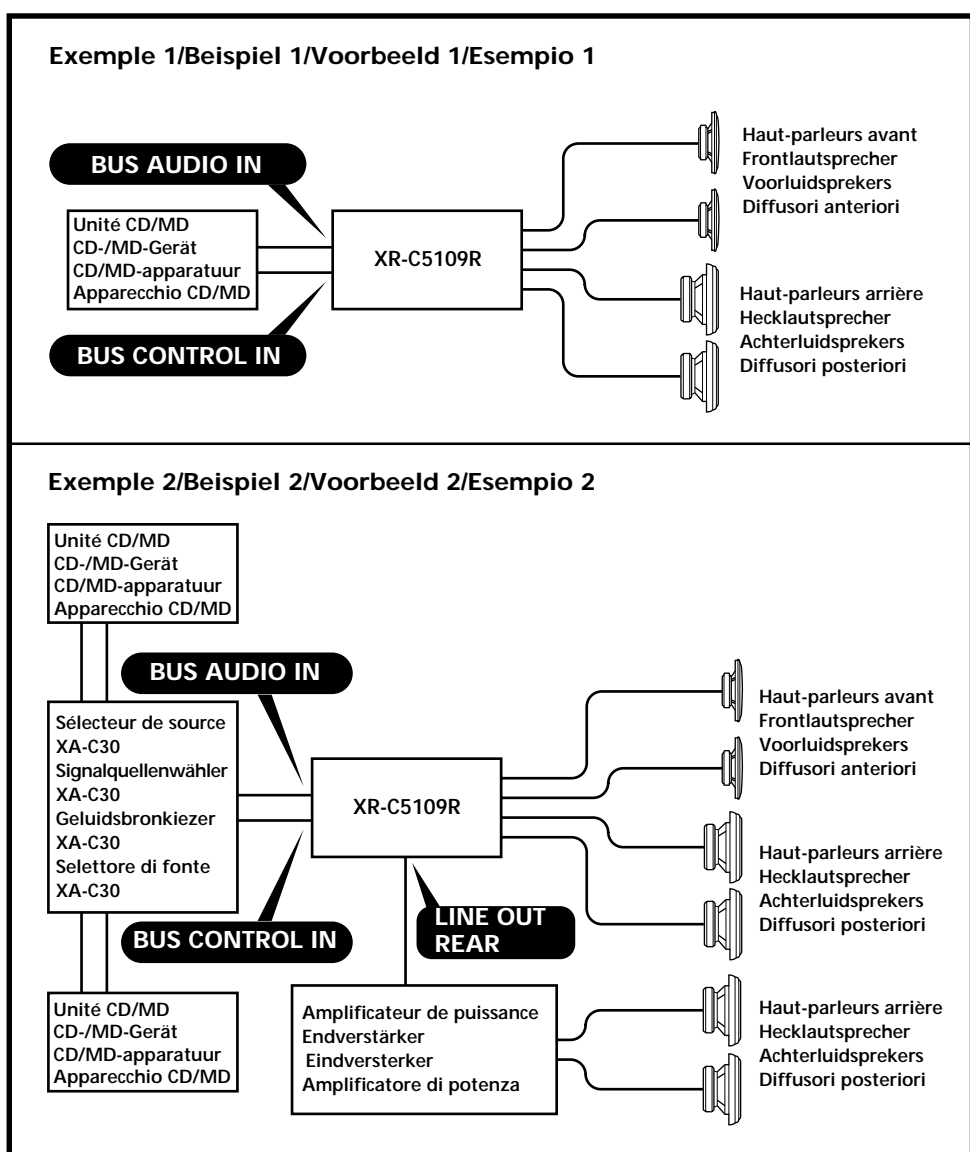 Exemple 1/Beispiel 1/Voorbeeld 1/Esempio 1
BUS AUDIO IN
Unité CD/MD
CD-/MD-Gerät
CD/MD-apparatuur
Apparecchio CD/MD
BUS CONTROL IN
XR-C5109R
Haut-parleurs avant
Frontlautsprecher
Voorluidsprekers
Diffusori anteriori
Haut-parleurs arrière
Hecklautsprecher
Achterluidsprekers
Diffusori posteriori
Exemple 2/Beispiel 2/Voorbeeld 2/Esempio 2
Unité CD/MD
CD-/MD-Gerät
CD/MD-apparatuur
Apparecchio CD/MD
BUS AUDIO IN
Sélecteur de source
XA-C30
Signalquellenwähler
XA-C30
Geluidsbronkiezer
XA-C30
Selettore di fonte
XA-C30
BUS CONTROL IN
XR-C5109R
LINE OUT
REAR
Haut-parleurs avant
Frontlautsprecher
Voorluidsprekers
Diffusori anteriori
Haut-parleurs arrière
Hecklautsprecher
Achterluidsprekers
Diffusori posteriori
Unité CD/MD
CD-/MD-Gerät
CD/MD-apparatuur
Apparecchio CD/MD
Amplificateur de puissance
Endverstärker
Eindversterker
Amplificatore di potenza
Haut-parleurs arrière
Hecklautsprecher
Achterluidsprekers
Diffusori posteriori